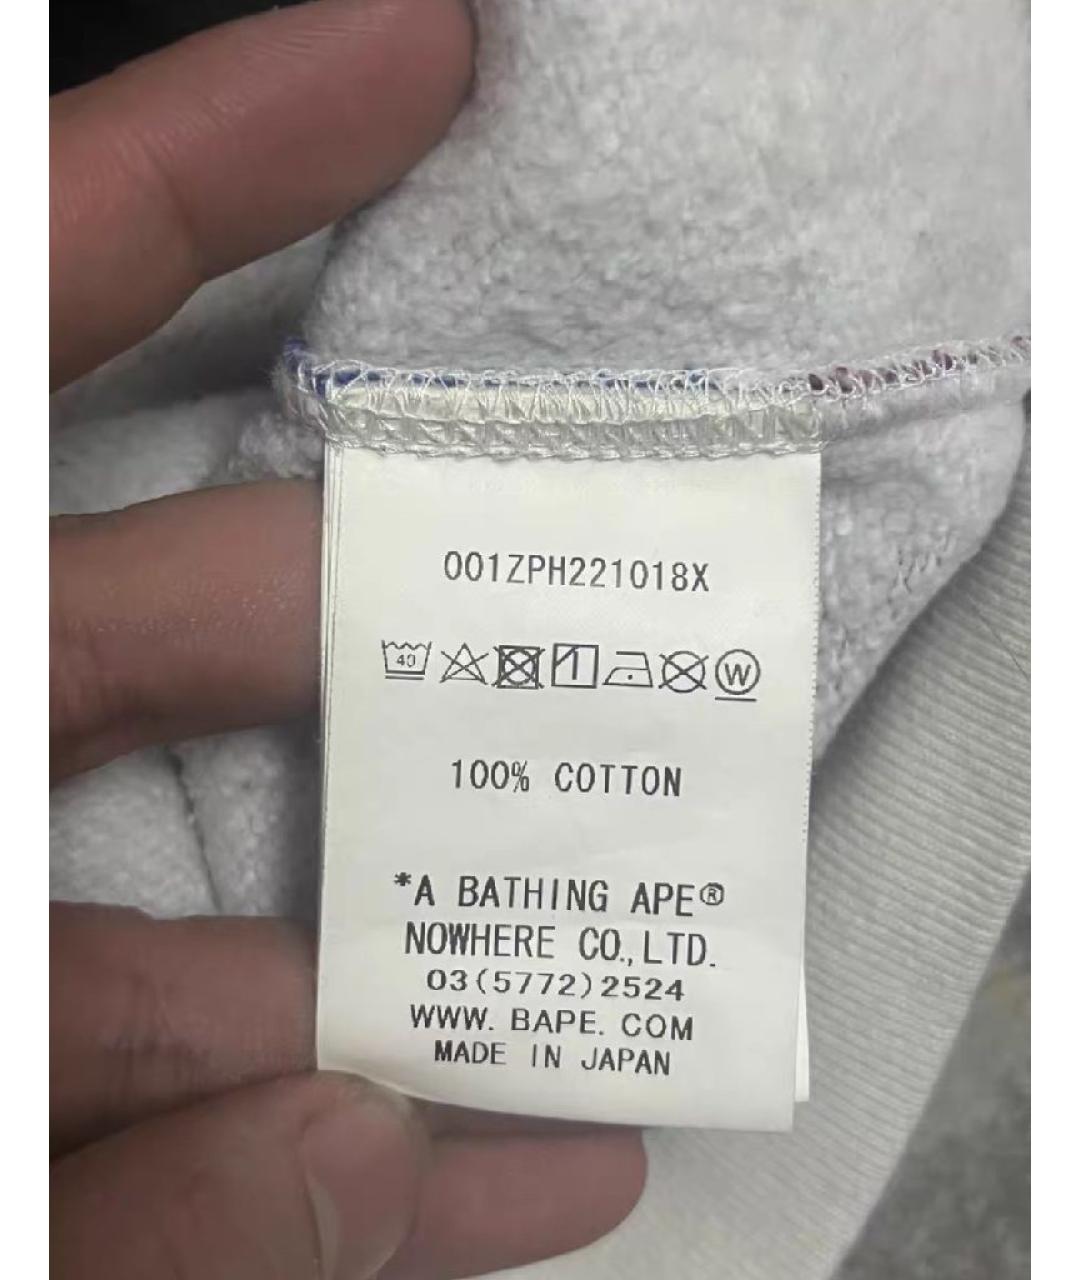 001ZPH221018X
40
W
100% COTTON
*A BATHING APE®
NOWHERE CO., LTD.
03(5772)2524
WWW. BAPE. COM
MADE IN JAPAN